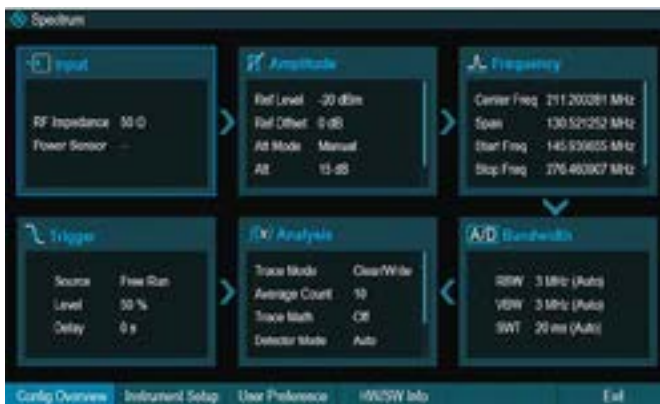 Spectrum
Input
RF Impedance 50 Ω
Power Sensor --
Amplitude
Ref Level -20 dBm
Ref Offset 0 dB
Att Mode Manual
Att 15 dB
Frequency
Center Freq 211.200281 MHz
Span 130.521252 MHz
Start Freq 145.939655 MHz
Stop Freq 276.460907 MHz
Trigger
Source Free Run
Level 50 %
Delay 0 s
f(x) Analysis
Trace Mode Clear/Write
Average Count 10
Trace Math Off
Detector Mode Auto
A/D Bandwidth
RBW 3 MHz (Auto)
VBW 3 MHz (Auto)
SWT 20 ms (Auto)
Config Overview Instrument Setup User Preference HW/SW Info Exit